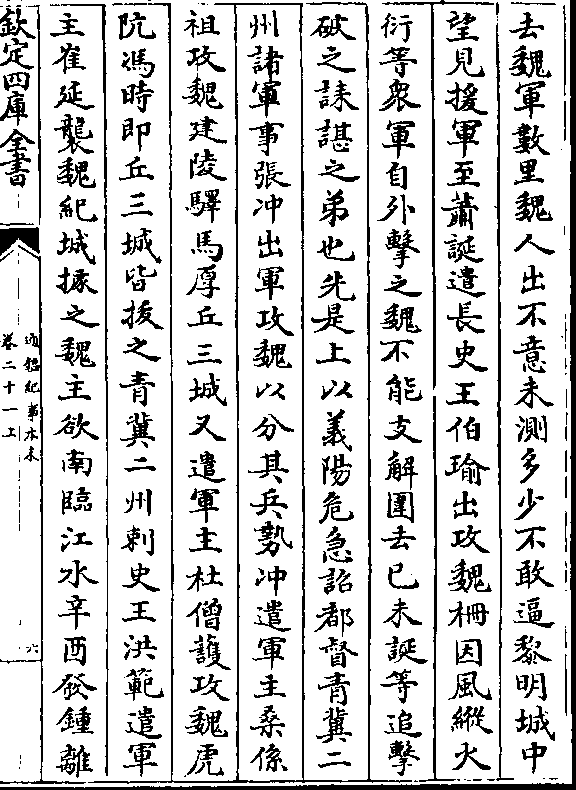 去魏軍數里魏人出不意未測多少不敢逼黎明城中
望見援軍至蕭誕遣長史王伯瑜出攻魏柵因風縱火
衍等衆軍自外擊之魏不能支解圍去己未誕等追擊
破之誄諶之弟也先是上以義陽危急詔都督青冀二
州諸軍事張沖出軍攻魏以分其兵勢沖遣軍主桑係
祖攻魏建陵驛馬厚丘三城又遣軍主杜僧護攻魏虎
阬馮時即丘三城皆拔之青冀二州刺史王洪範遣軍
主崔延襲魏紀城據之魏主欲南臨江水辛酉發鍾離
欽定四庫全書
通鑑紀事本末
卷二十一上
六